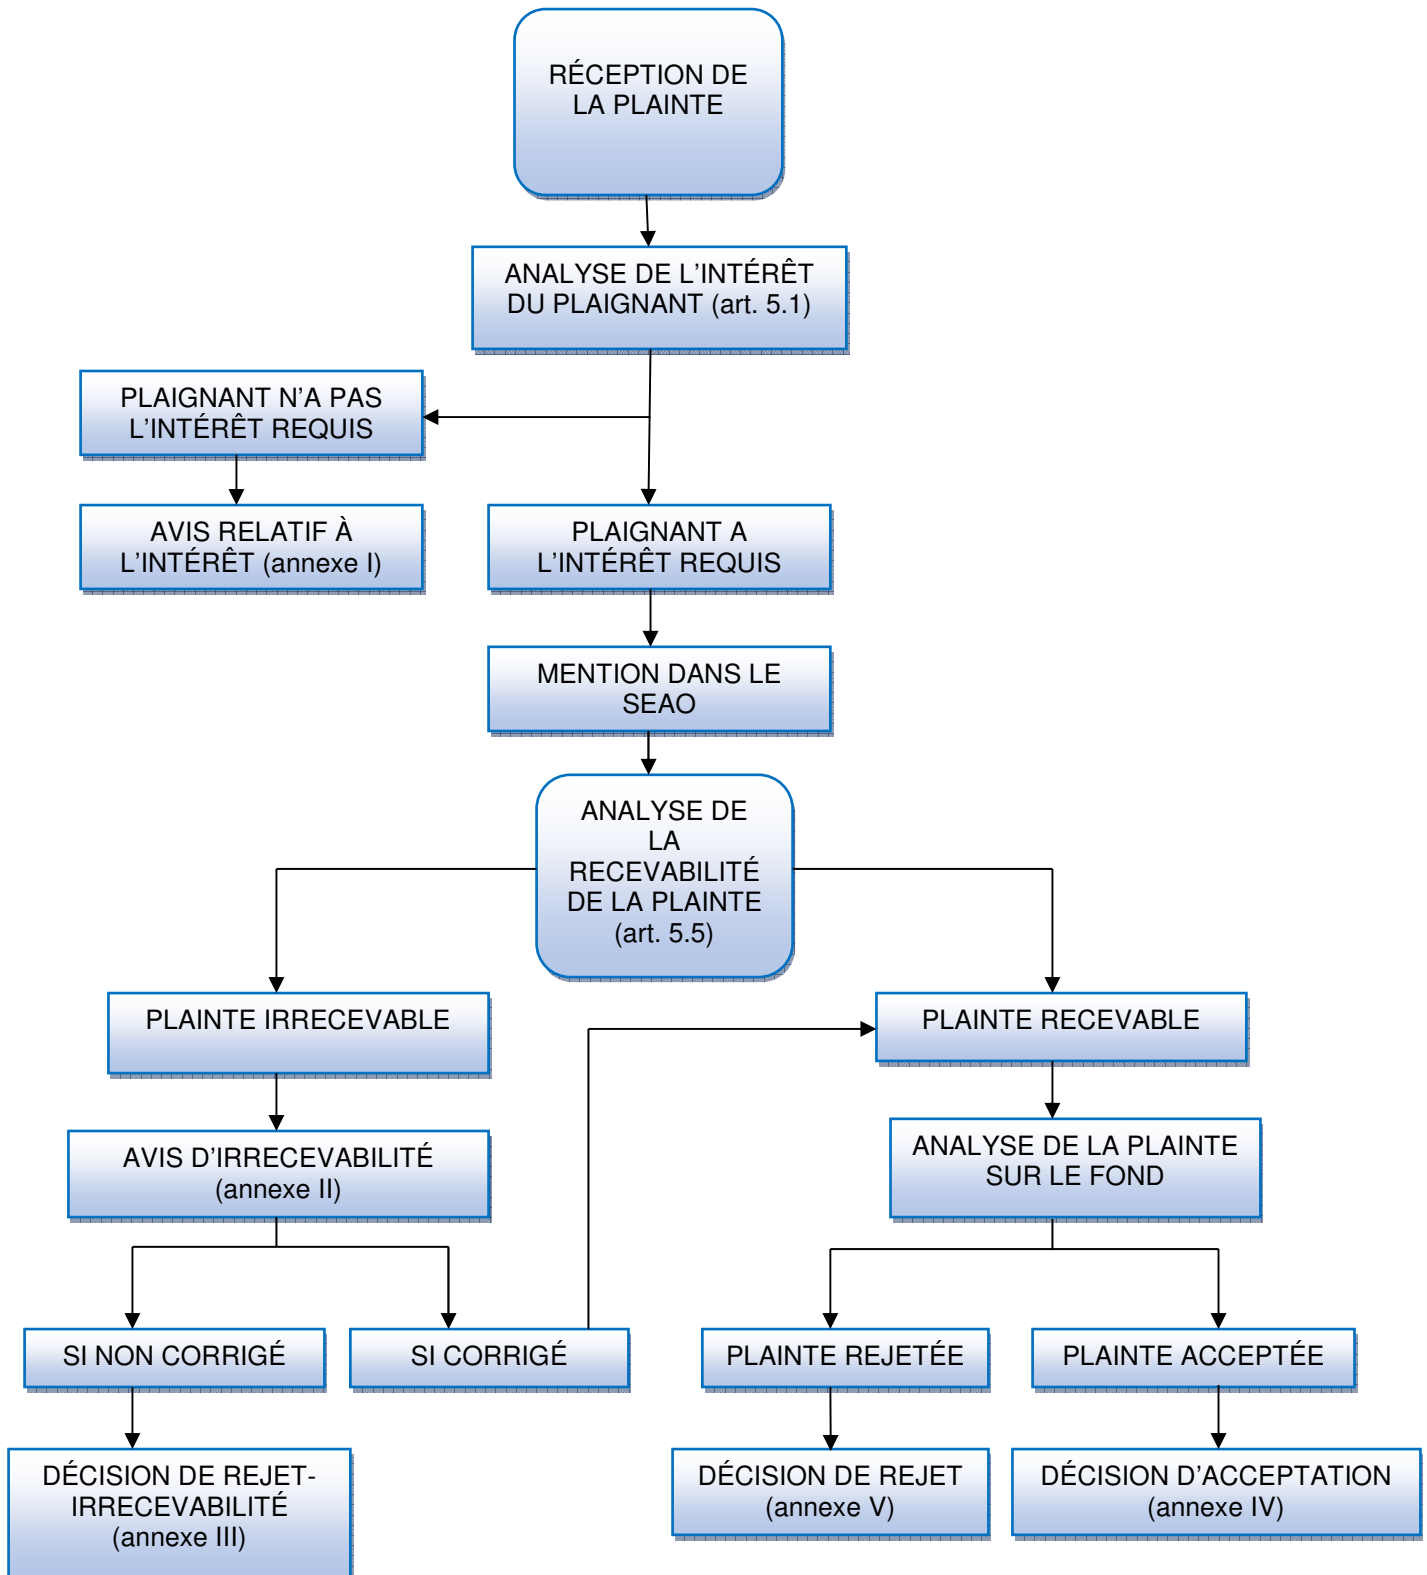 RÉCEPTION DE
LA PLAINTE
ANALYSE DE L'INTÉRÊT
DU PLAIGNANT (art. 5.1)
PLAIGNANT N'A PAS
L'INTÉRÊT REQUIS
AVIS RELATIF À
L'INTÉRÊT (annexe I)
PLAIGNANT A
L'INTÉRÊT REQUIS
MENTION DANS LE
SEAO
ANALYSE DE
LA
RECEVABILITÉ
DE LA PLAINTE
(art. 5.5)
PLAINTE IRRECEVABLE
PLAINTE RECEVABLE
AVIS D'IRRECEVABILITÉ
(annexe II)
ANALYSE DE LA PLAINTE
SUR LE FOND
SI NON CORRIGÉ
SI CORRIGÉ
PLAINTE REJETÉE
PLAINTE ACCEPTÉE
DÉCISION DE REJET-
IRRECEVABILITÉ
(annexe III)
DÉCISION DE REJET
(annexe V)
DÉCISION D'ACCEPTATION
(annexe IV)